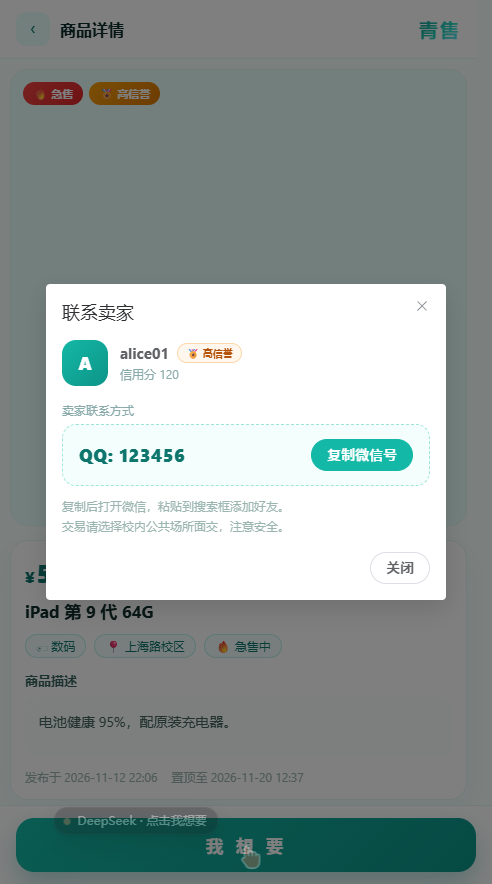 商品详情
青售
急售
高信誉
联系卖家
A
alice01
高信誉
信用分 120
卖家联系方式
QQ: 123456
复制微信号
复制后打开微信，粘贴到搜索框添加好友。
交易请选择校内公共场所面交，注意安全。
关闭
¥5
iPad 第 9 代 64G
数码
上海路校区
急售中
商品描述
电池健康 95%，配原装充电器。
发布于 2026-11-12 22:06
置顶至 2026-11-20 12:37
DeepSeek · 点击我想要
我想要